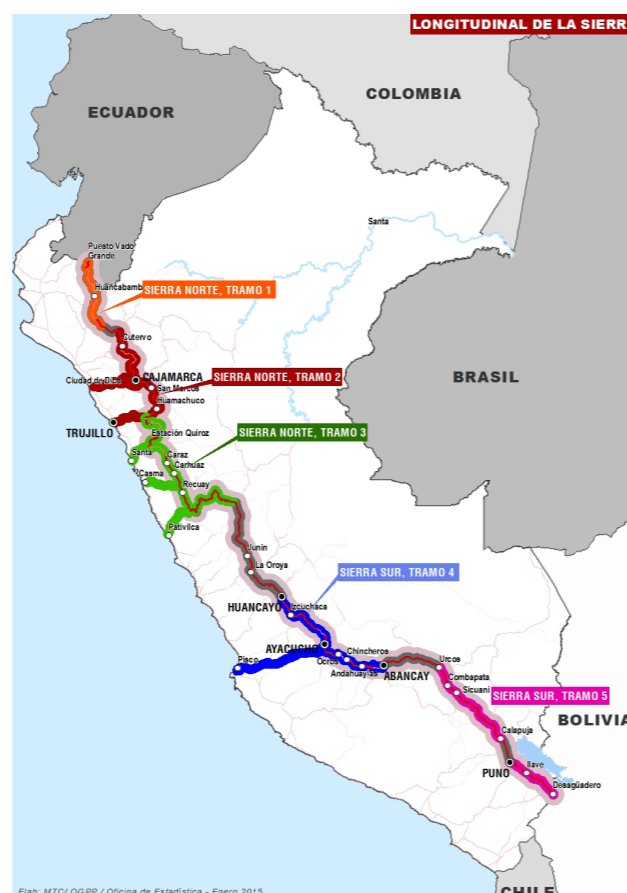 LONGITUDINAL DE LA SIERR
COLOMBIA
ECUADOR
Santa
Puesto Vado
Grande
Huancabamb
SIERRA NORTE, TRAMO 1
Cutervo
BRASIL
CAJAMARCA
SIERRA NORTE, TRAMO 2
Ciudad de Dios
San Marcos
Huamachuco
TRUJILLO
Estación Quiroz
SIERRA NORTE, TRAMO 3
Santa
Caraz
Carhuaz
Casma
Recuay
Pativilca
Junín
La Oroya
SIERRA SUR, TRAMO 4
HUANCAYO
Izcuchaca
AYACUCHO
Chincheros
Ocros
Pisco
Andahuaylas
ABANCAY
Urcos
Combapata
Sicuani
SIERRA SUR, TRAMO 5
BOLIVIA
Calapuja
PUNO
Ilave
Desagüadero
Elab: MTC/ OGPP / Oficina de Estadística - Enero 2015
CHILE